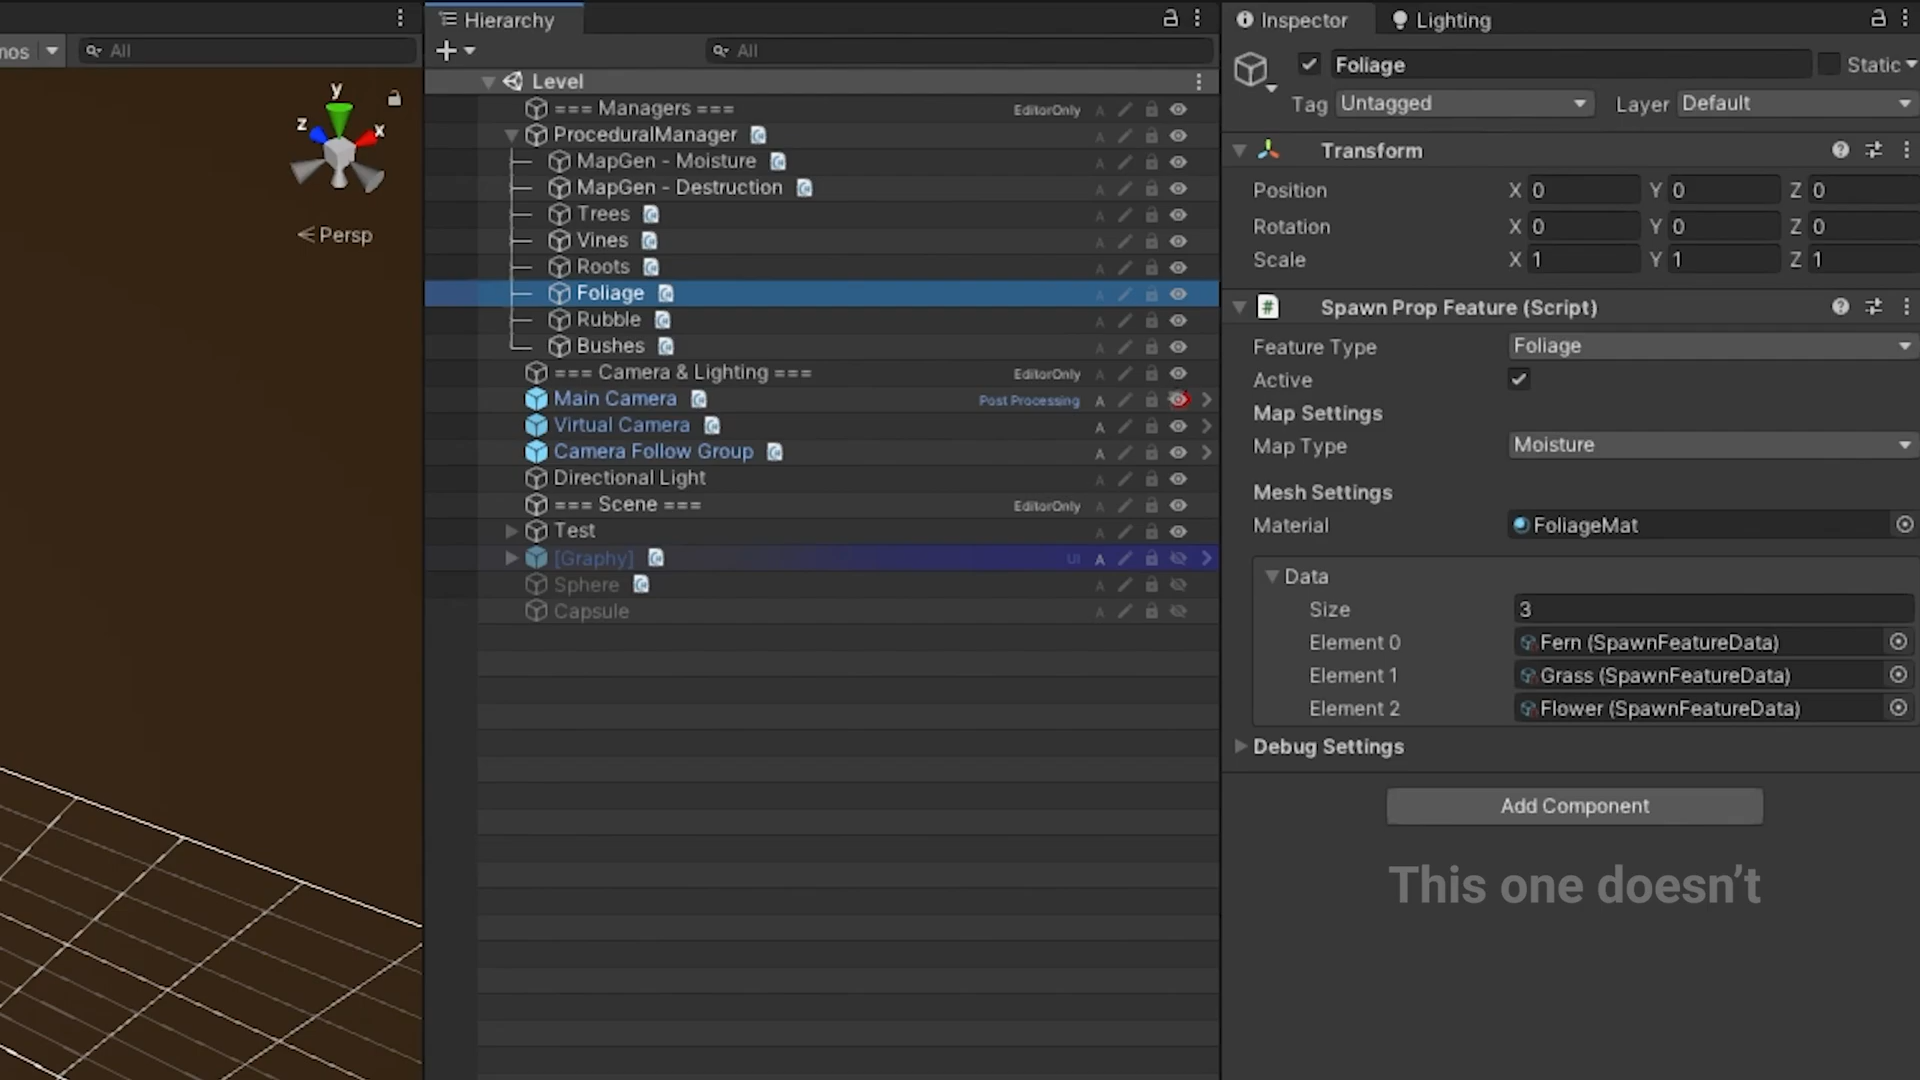 nos
All
y
z
x
Persp
Hierarchy
All
Level
=== Managers === EditorOnly A
ProceduralManager A
MapGen - Moisture A
MapGen - Destruction A
Trees A
Vines A
Roots A
Foliage A
Rubble A
Bushes A
=== Camera & Lighting === EditorOnly A
Main Camera Post Processing A
Virtual Camera A
Camera Follow Group A
Directional Light A
=== Scene === EditorOnly A
Test A
[Graphy] UI A
Sphere A
Capsule A
Inspector Lighting
Foliage Static
Tag Untagged Layer Default
Transform
Position X 0 Y 0 Z 0
Rotation X 0 Y 0 Z 0
Scale X 1 Y 1 Z 1
# Spawn Prop Feature (Script)
Feature Type Foliage
Active
Map Settings
Map Type Moisture
Mesh Settings
Material FoliageMat
Data
Size 3
Element 0 Fern (SpawnFeatureData)
Element 1 Grass (SpawnFeatureData)
Element 2 Flower (SpawnFeatureData)
Debug Settings
Add Component
This one doesn’t